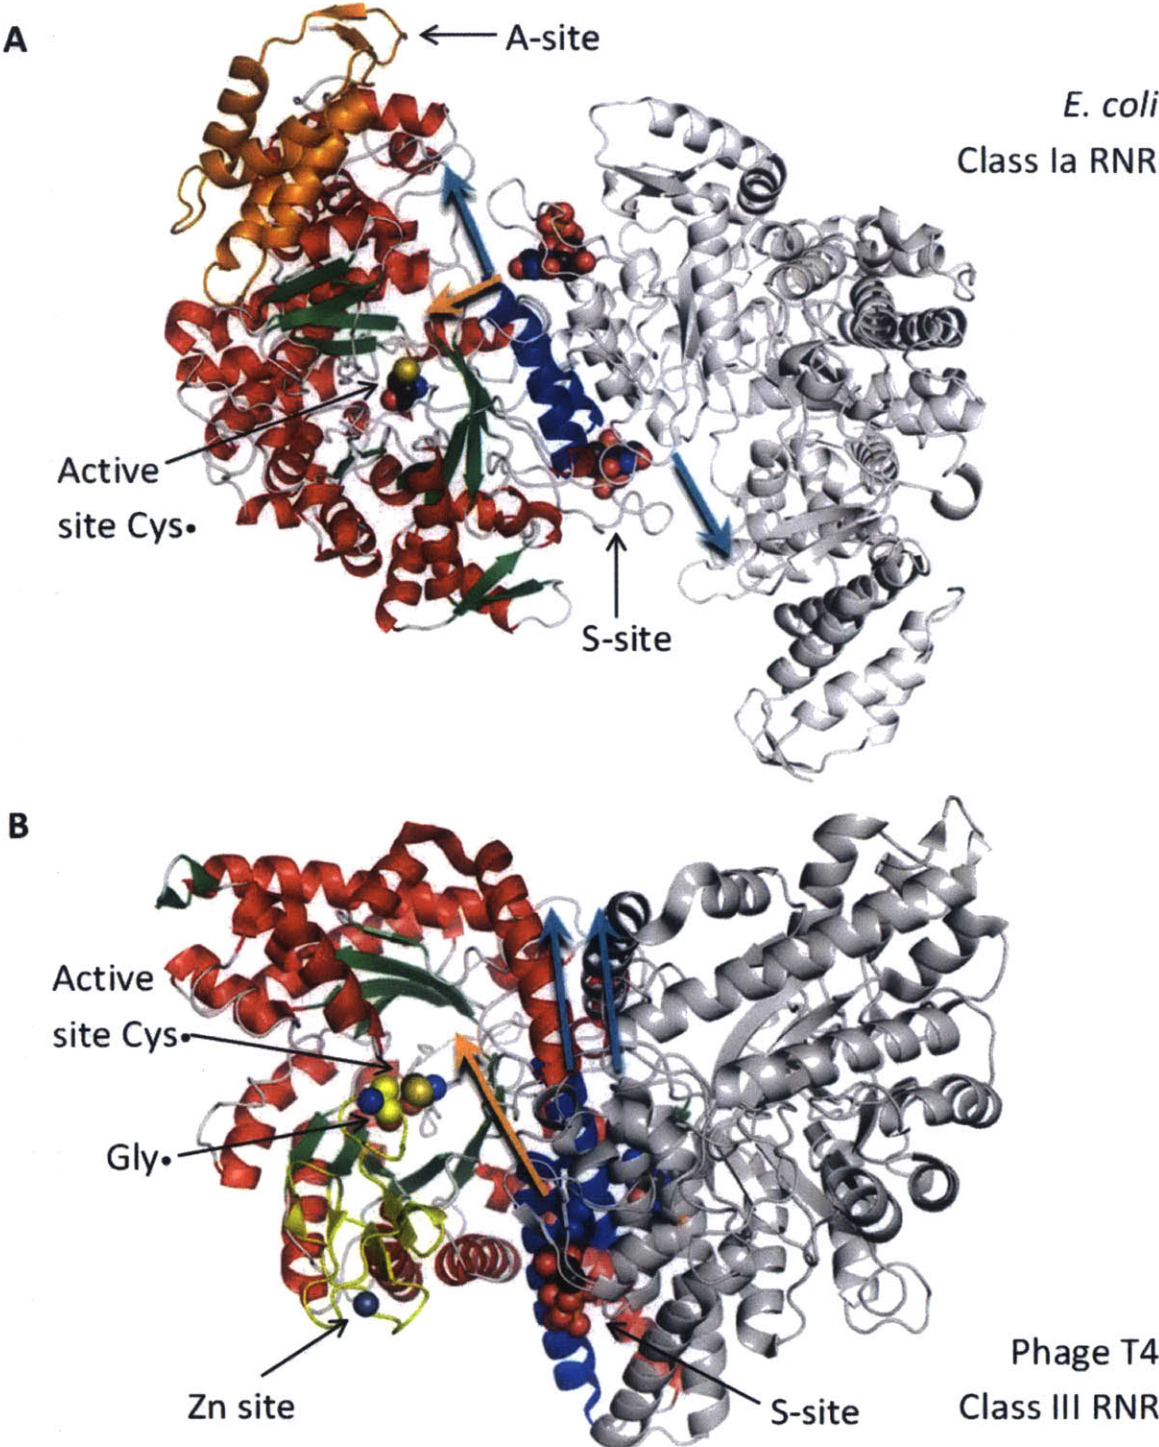 A
A-site
E. coli
Class Ia RNR
Active
site Cys•
S-site
B
Active
site Cys•
Gly•
Zn site
S-site
Phage T4
Class III RNR